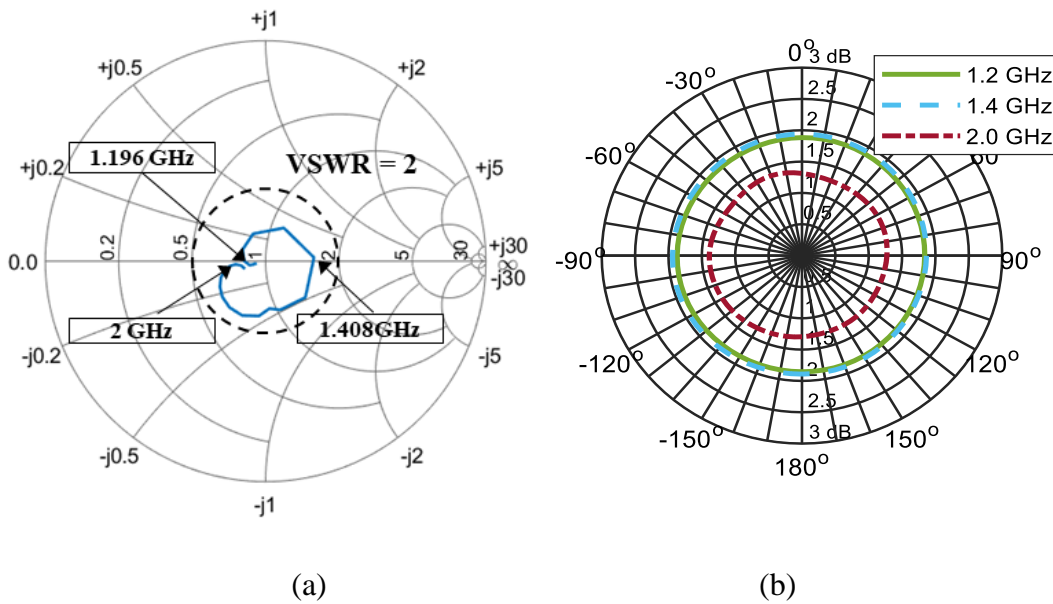 +j1
+j0.5
+j2
1.196 GHz
VSWR = 2
+j0.2
+j5
0.2
0.5
1
2
5
30
+j30
0.0
∞
-j30
2 GHz
1.408GHz
-j0.2
-j5
-j0.5
-j2
-j1
(a)
0°
3 dB
-30°
2.5
1.2 GHz
1.4 GHz
2.0 GHz
2
1.5
-60°
60°
1
0.5
-90°
90°
1.5
2
-120°
120°
2.5
-150°
150°
3 dB
180°
(b)